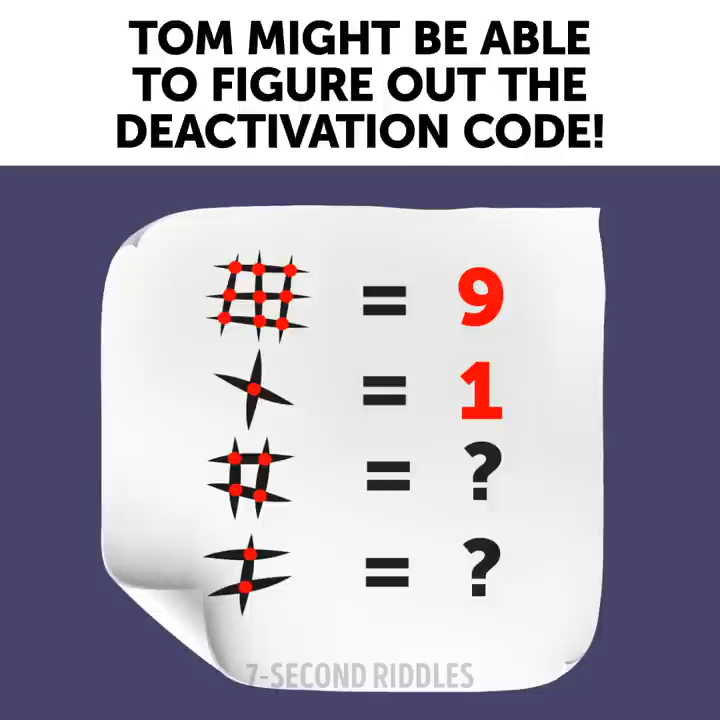 TOM MIGHT BE ABLE
TO FIGURE OUT THE
DEACTIVATION CODE!
= 9
= 1
= ?
= ?
7-SECOND RIDDLES